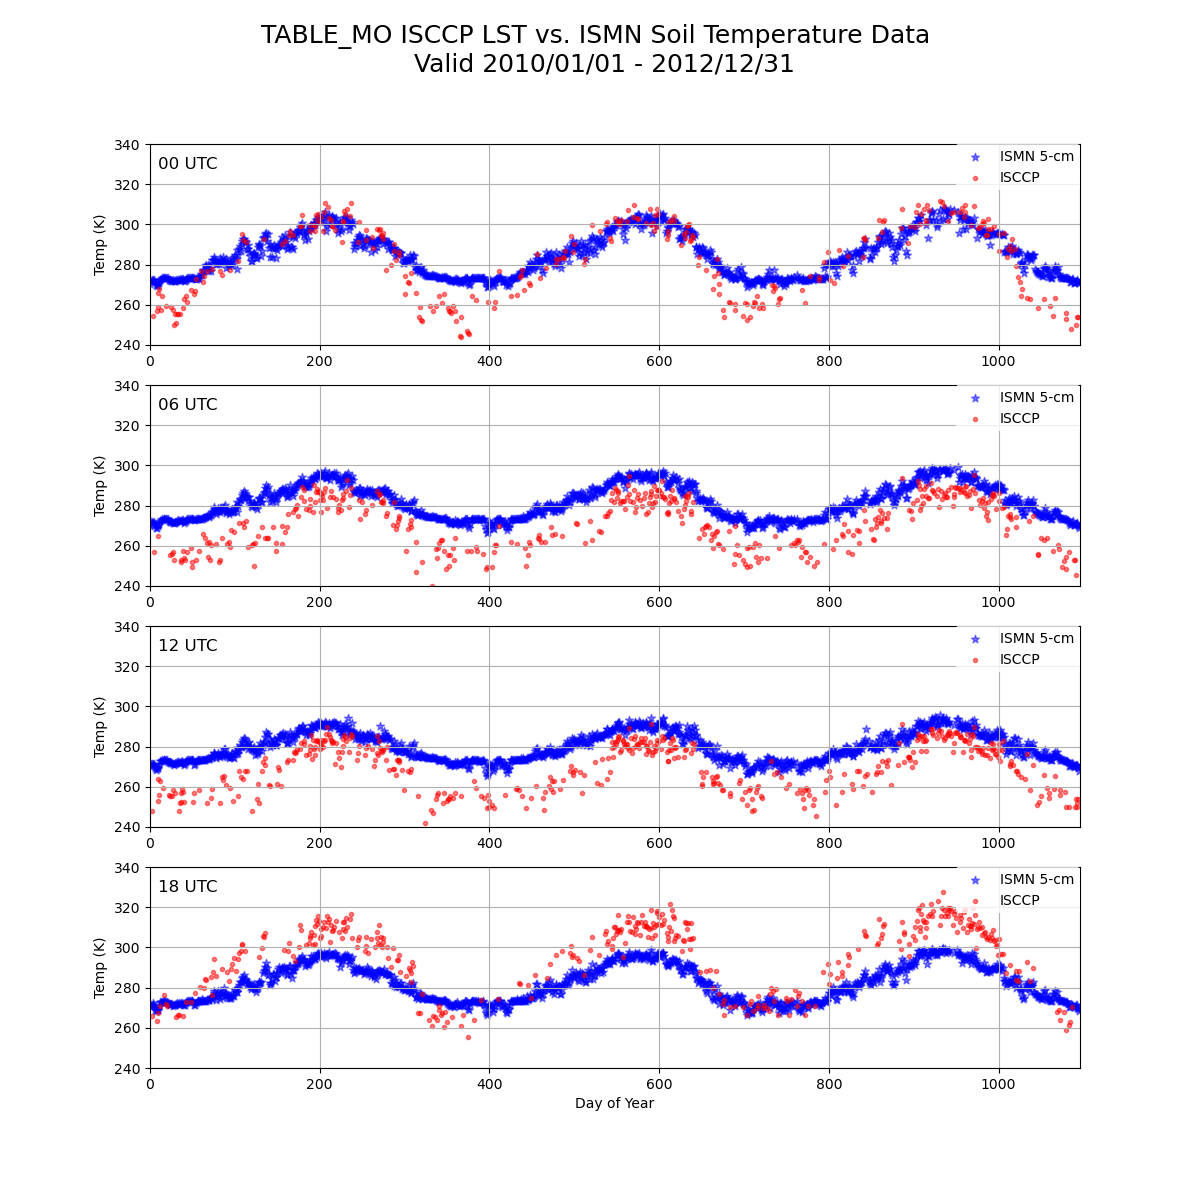 TABLE_MO ISCCP LST vs. ISMN Soil Temperature Data
Valid 2010/01/01 - 2012/12/31
340
320
300
280
260
240
Temp (K)
00 UTC
ISMN 5-cm
ISCCP
0 200 400 600 800 1000
340
320
300
280
260
240
Temp (K)
06 UTC
ISMN 5-cm
ISCCP
0 200 400 600 800 1000
340
320
300
280
260
240
Temp (K)
12 UTC
ISMN 5-cm
ISCCP
0 200 400 600 800 1000
340
320
300
280
260
240
Temp (K)
18 UTC
ISMN 5-cm
ISCCP
0 200 400 600 800 1000
Day of Year